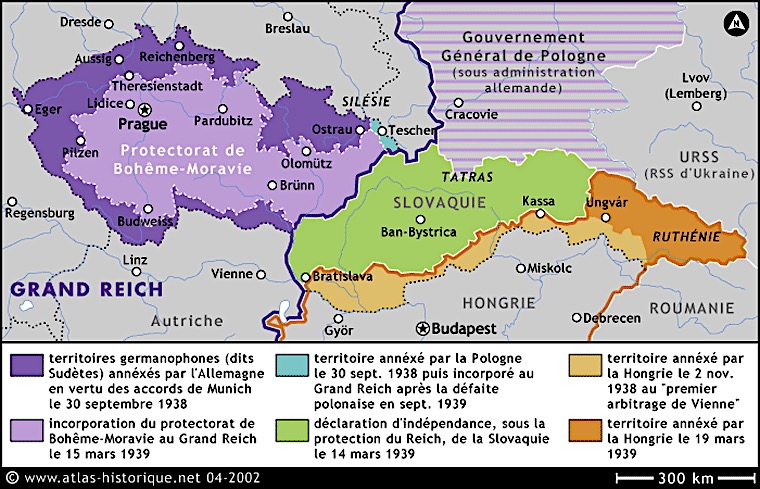 Dresde
Breslau
N
Aussig
Reichenberg
Gouvernement
Général de Pologne
(sous administration
allemande)
Theresienstadt
Lidice
SILÉSIE
Lvov
(Lemberg)
Eger
Prague
Pardubitz
Ostrau
Teschen
Cracovie
Pilzen
Protectorat de
Bohême-Moravie
Olomütz
TATRAS
URSS
(RSS d'Ukraine)
Brünn
SLOVAQUIE
Kassa
Ungvár
Regensburg
Budweiss
Ban-Bystrica
RUTHÉNIE
Linz
Vienne
Bratislava
Miskolc
GRAND REICH
HONGRIE
ROUMANIE
Autriche
Györ
Budapest
Debrecen
territoires germanophones (dits
Sudètes) annéxés par l'Allemagne
en vertu des accords de Munich
le 30 septembre 1938
territoire annéxé par la Pologne
le 30 sept. 1938 puis incorporé au
Grand Reich après la défaite
polonaise en sept. 1939
territoire annéxé par
la Hongrie le 2 nov.
1938 au "premier
arbitrage de Vienne"
incorporation du protectorat de
Bohême-Moravie au Grand Reich
le 15 mars 1939
déclaration d'indépendance, sous la
protection du Reich, de la Slovaquie
le 14 mars 1939
territoire annéxé par
la Hongrie le 19 mars
1939
© www.atlas-historique.net 04-2002
300 km